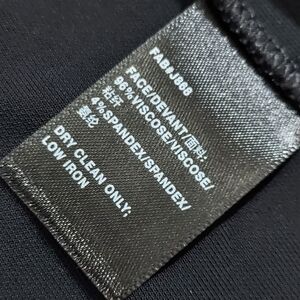 FABRJ888
FACE/DEVANT/面料:
96%VISCOSE/VISCOSE/
粘纤
4%SPANDEX/SPANDEX/
氨纶
DRY CLEAN ONLY;
LOW IRON